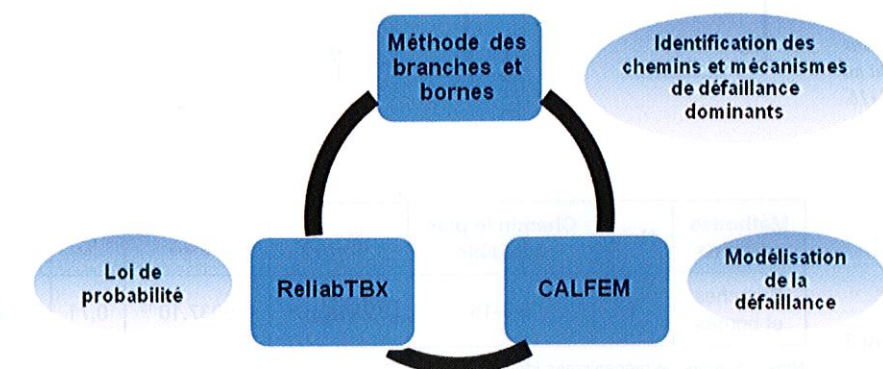 Méthode des
branches et
bornes
Identification des
chemins et mécanismes
de défaillance
dominants
Loi de
probabilité
ReliabTBX
CALFEM
Modélisation
de la
défaillance